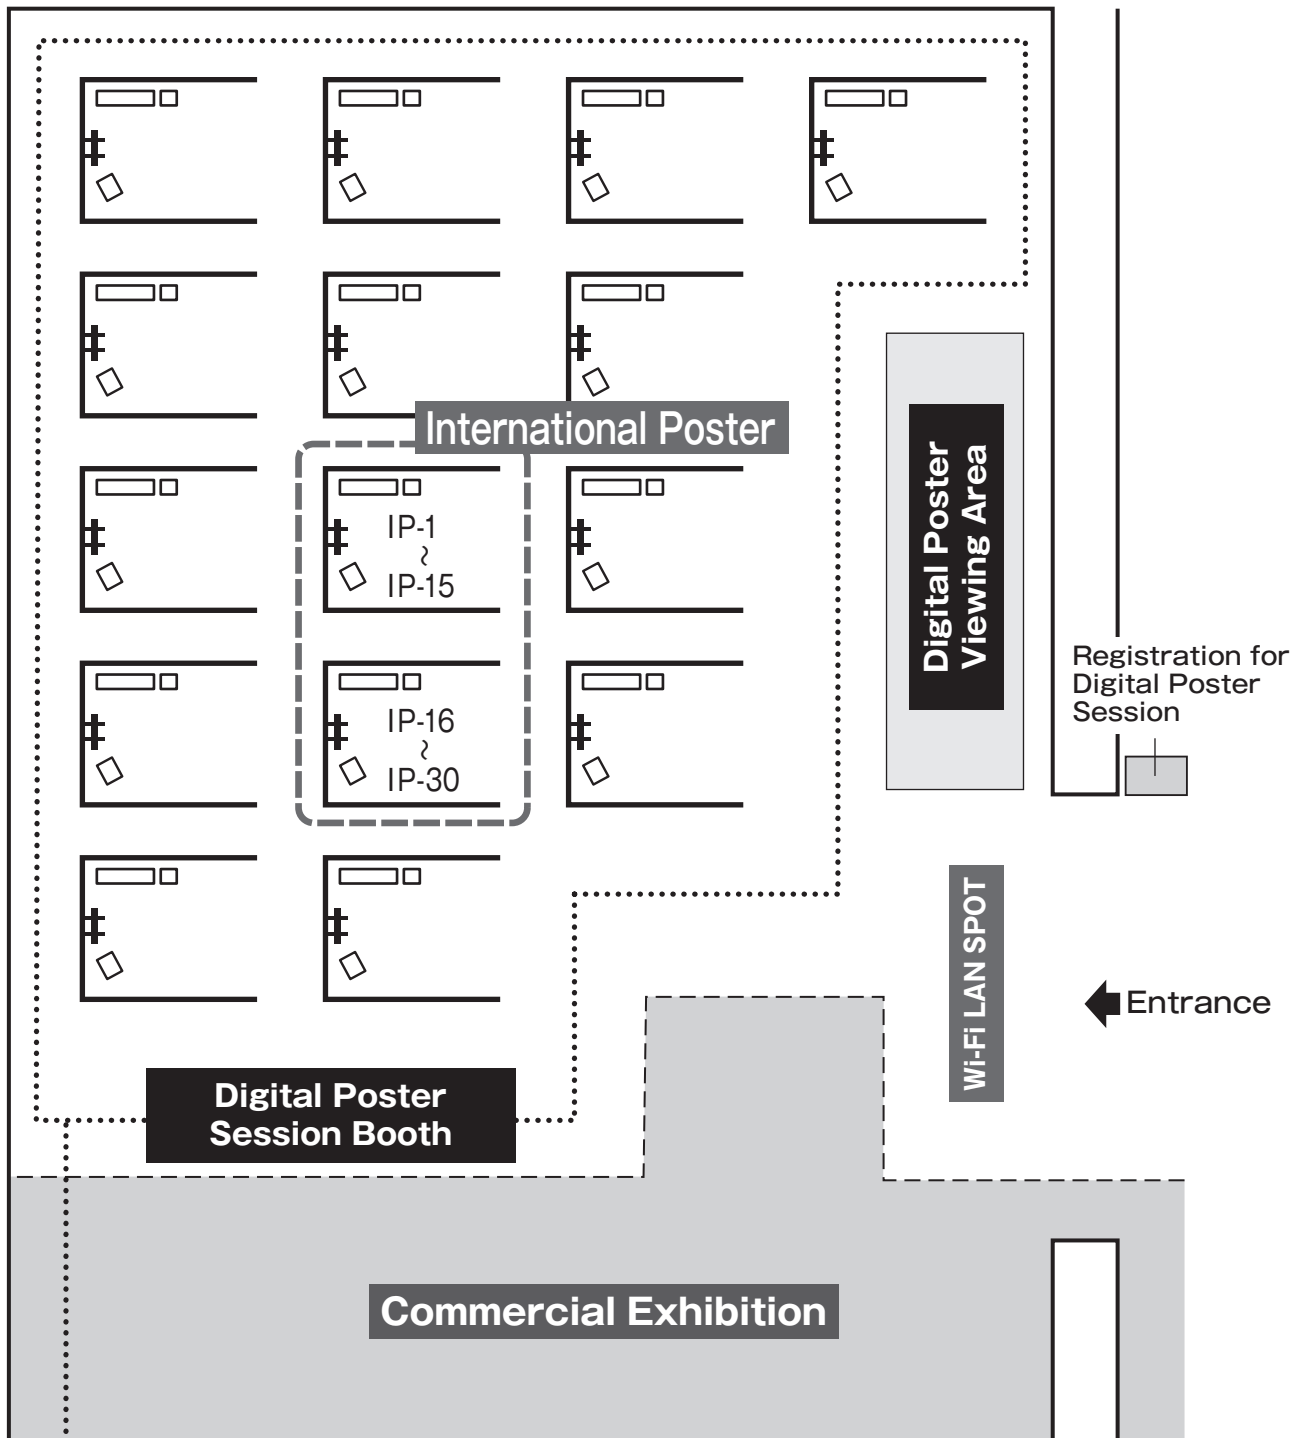 International Poster
IP-1
~
IP-15
IP-16
~
IP-30
Digital Poster
Viewing Area
Registration for
Digital Poster
Session
Wi-Fi LAN SPOT
Entrance
Digital Poster
Session Booth
Commercial Exhibition